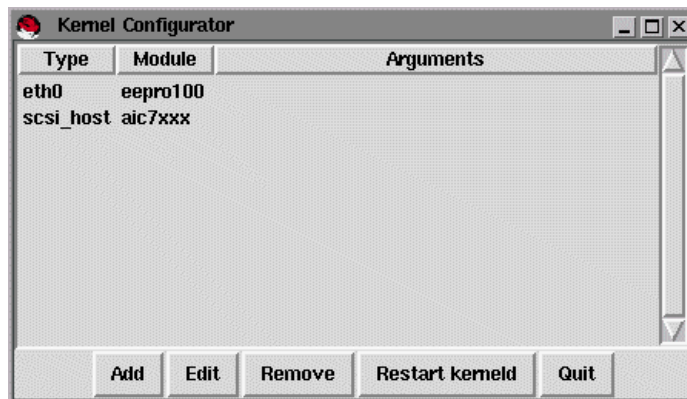 Kernel Configurator
Type Module Arguments
eth0 eepro100
scsi_host aic7xxx
Add Edit Remove Restart kerneld Quit